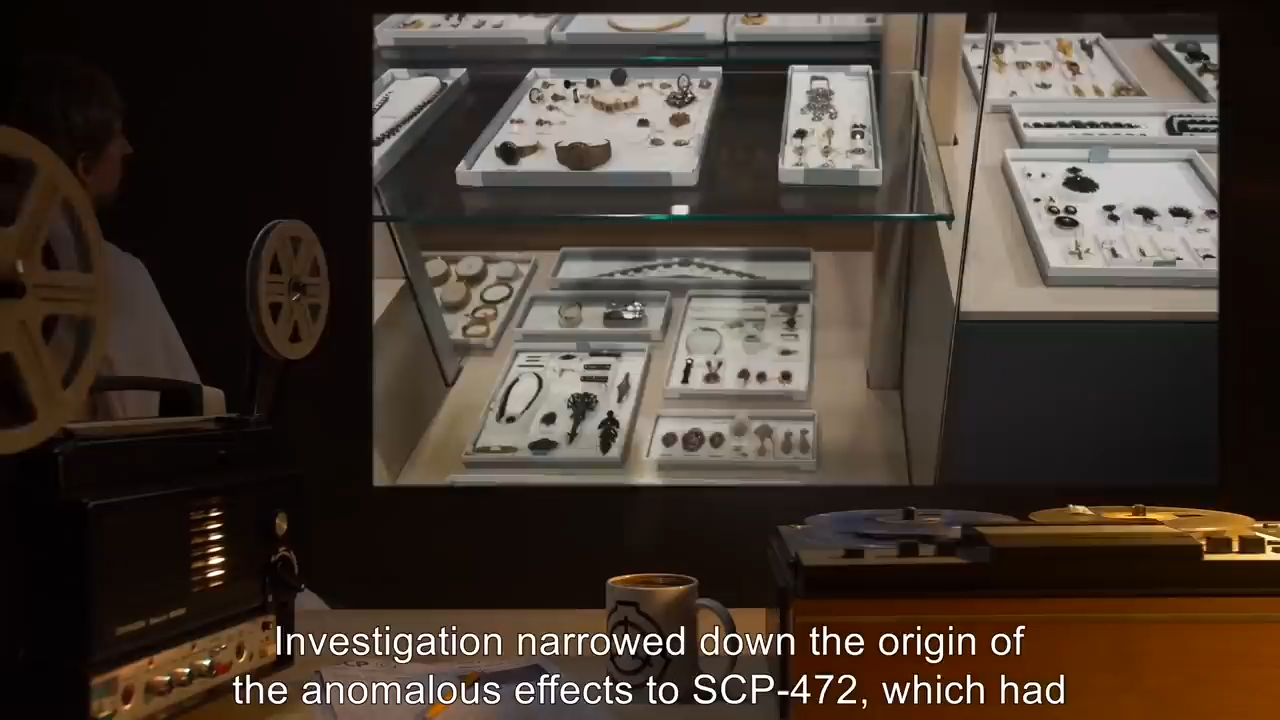 Investigation narrowed down the origin of
the anomalous effects to SCP-472, which had